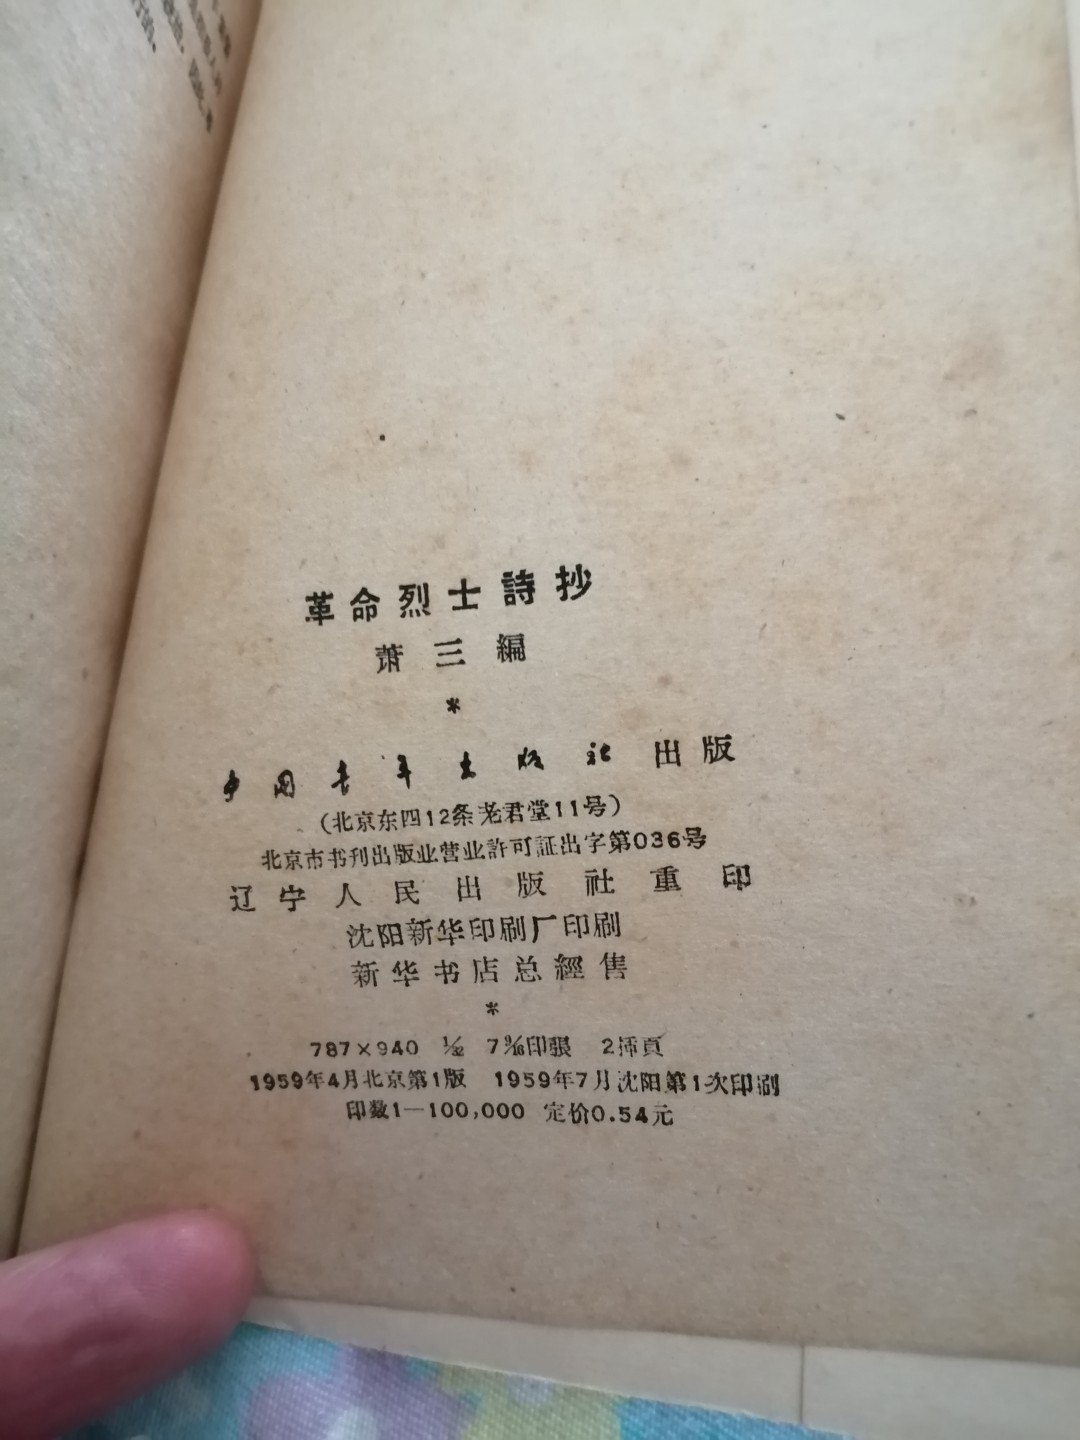 革命烈士詩抄
萧三編
*
中国青年出版社 出版
(北京东四12条老君堂11号)
北京市书刊出版业营业許可証出字第036号
辽宁人民出版社重印
沈阳新华印刷厂印刷
新华书店总經售
*
787×940 1/32 7 9/16印張 2插頁
1959年4月北京第1版 1959年7月沈阳第1次印刷
印数1—100,000 定价0.54元